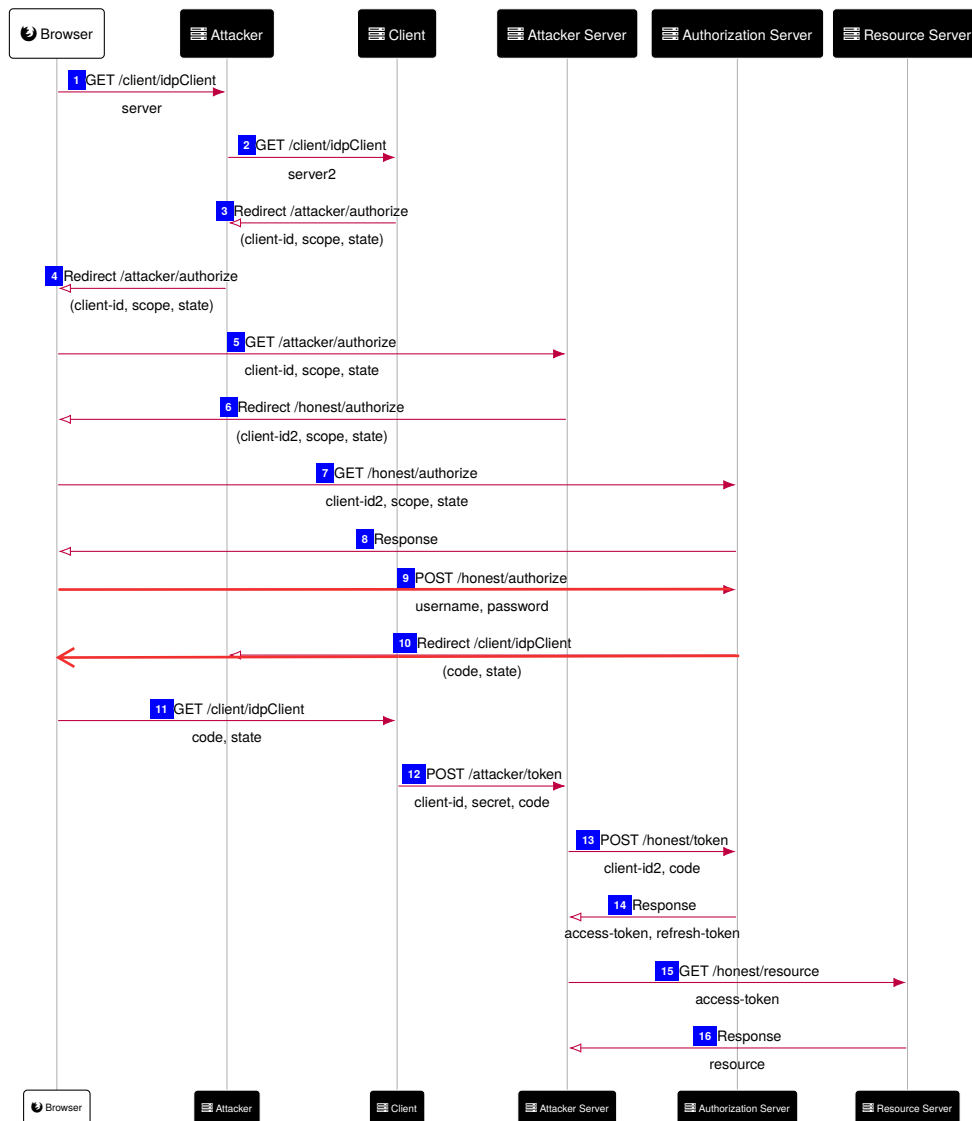 Browser
Attacker
Client
Attacker Server
Authorization Server
Resource Server
1 GET /client/idpClient
server
2 GET /client/idpClient
server2
3 Redirect /attacker/authorize
(client-id, scope, state)
4 Redirect /attacker/authorize
(client-id, scope, state)
5 GET /attacker/authorize
client-id, scope, state
6 Redirect /honest/authorize
(client-id2, scope, state)
7 GET /honest/authorize
client-id2, scope, state
8 Response
9 POST /honest/authorize
username, password
10 Redirect /client/idpClient
(code, state)
11 GET /client/idpClient
code, state
12 POST /attacker/token
client-id, secret, code
13 POST /honest/token
client-id2, code
14 Response
access-token, refresh-token
15 GET /honest/resource
access-token
16 Response
resource
Browser
Attacker
Client
Attacker Server
Authorization Server
Resource Server